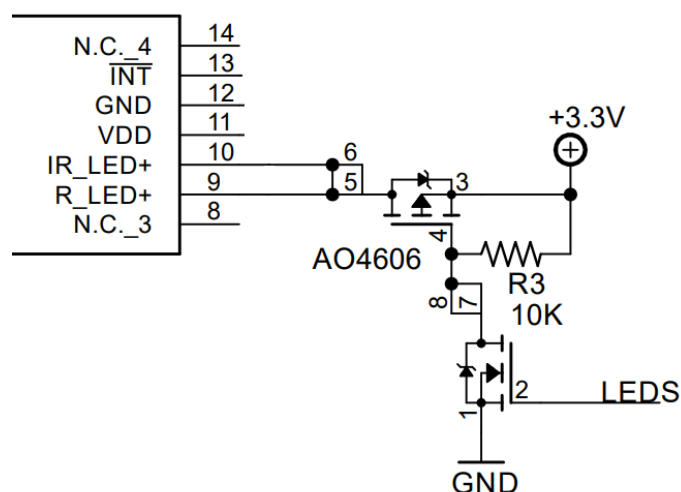 N.C._4 14
INT 13
GND 12
VDD 11
IR_LED+ 10
R_LED+ 9
N.C._3 8
6
5
3
+3.3V
4
AO4606
R3
10K
8 7
1
2
LEDS
GND